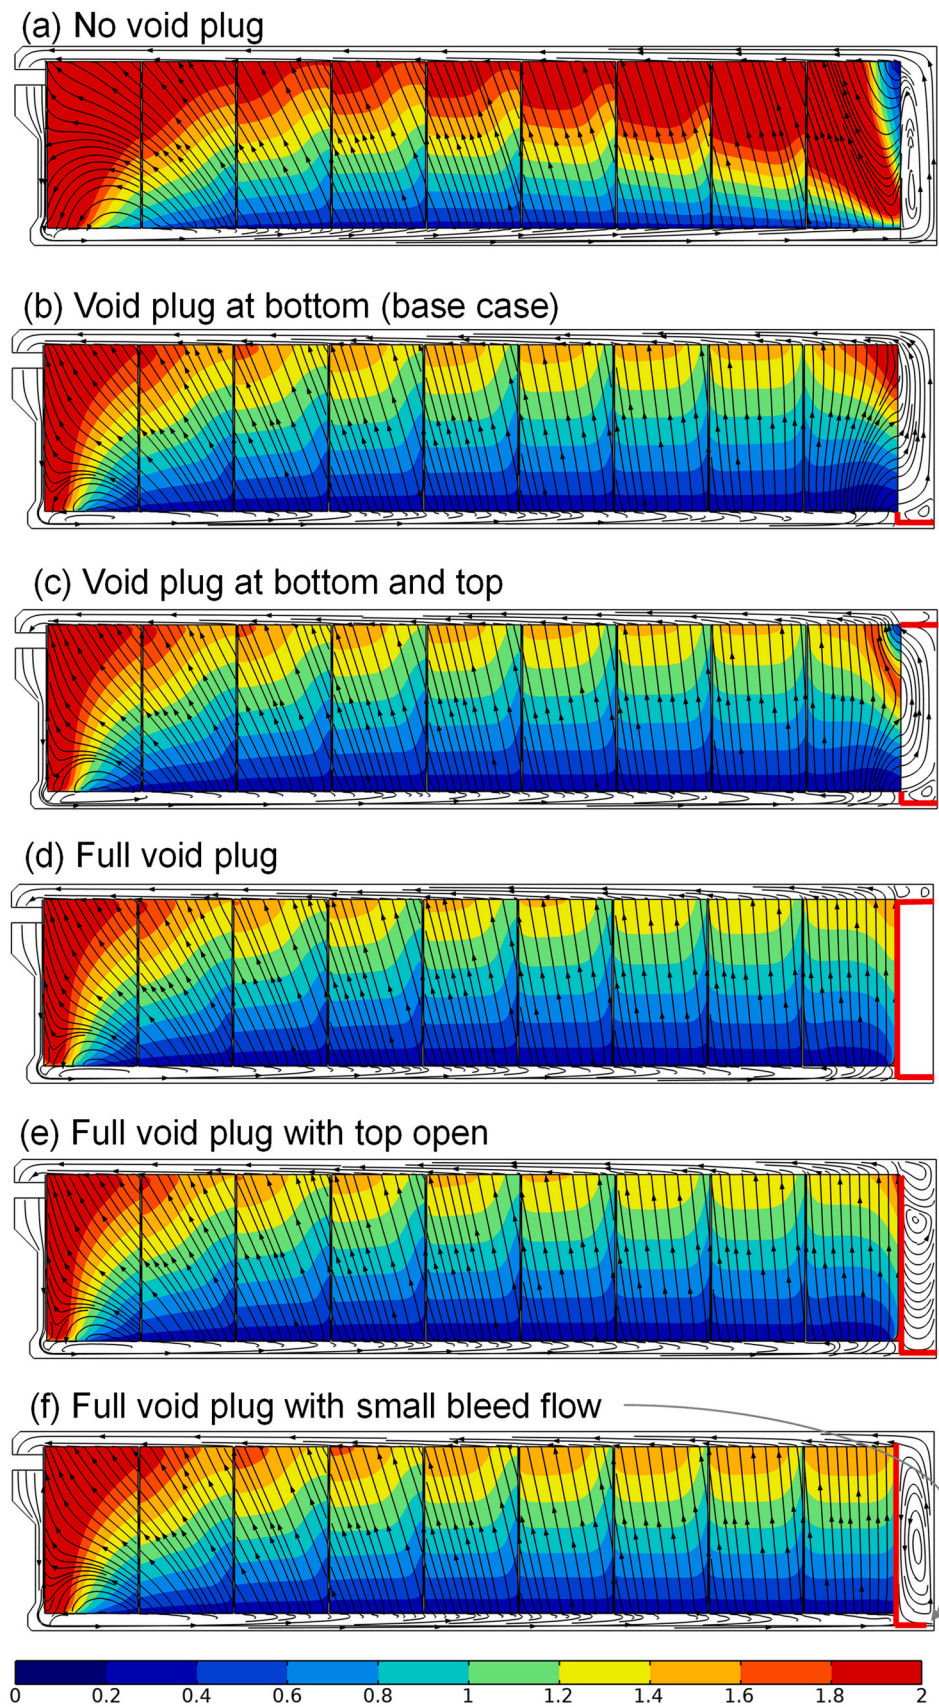 (a) No void plug
(b) Void plug at bottom (base case)
(c) Void plug at bottom and top
(d) Full void plug
(e) Full void plug with top open
(f) Full void plug with small bleed flow
0 0.2 0.4 0.6 0.8 1 1.2 1.4 1.6 1.8 2